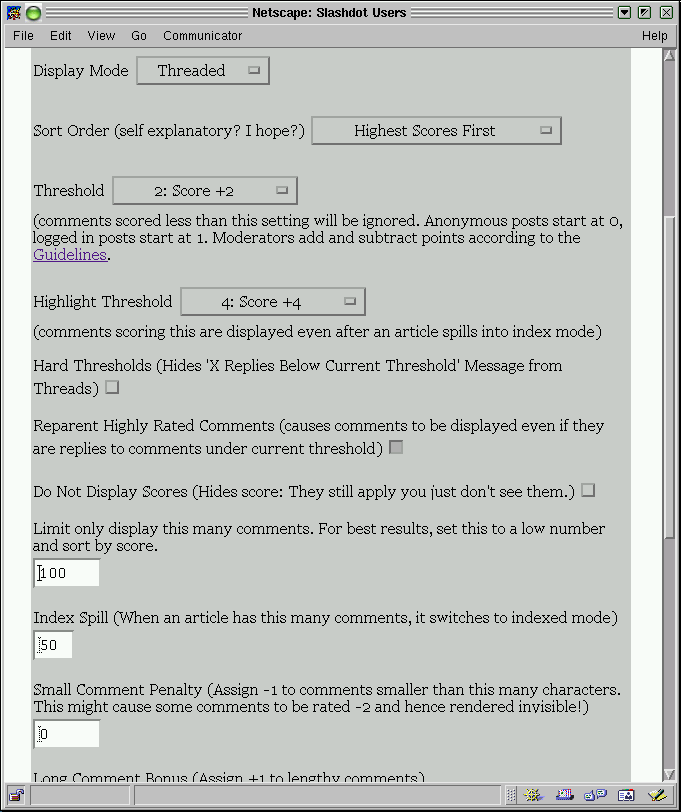 Netscape: Slashdot Users
File Edit View Go Communicator Help
Display Mode Threaded
Sort Order (self explanatory? I hope?) Highest Scores First
Threshold 2: Score +2
(comments scored less than this setting will be ignored. Anonymous posts start at 0,
logged in posts start at 1. Moderators add and subtract points according to the
Guidelines.
Highlight Threshold 4: Score +4
(comments scoring this are displayed even after an article spills into index mode)
Hard Thresholds (Hides 'X Replies Below Current Threshold' Message from
Threads)
Reparent Highly Rated Comments (causes comments to be displayed even if they
are replies to comments under current threshold)
Do Not Display Scores (Hides score: They still apply you just don't see them.)
Limit only display this many comments. For best results, set this to a low number
and sort by score.
100
Index Spill (When an article has this many comments, it switches to indexed mode)
50
Small Comment Penalty (Assign -1 to comments smaller than this many characters.
This might cause some comments to be rated -2 and hence rendered invisible!)
0
Long Comment Bonus (Assign +1 to lengthy comments)